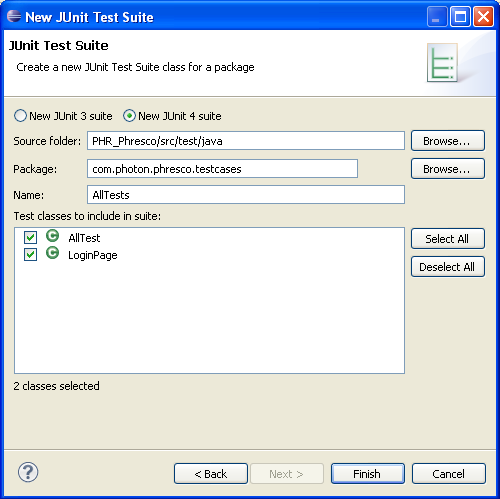 New JUnit Test Suite
JUnit Test Suite
Create a new JUnit Test Suite class for a package
New JUnit 3 suite New JUnit 4 suite
Source folder: PHR_Phresco/src/test/java Browse...
Package: com.photon.phresco.testcases Browse...
Name: AllTests
Test classes to include in suite:
AllTest Select All
LoginPage
Deselect All
2 classes selected
< Back Next > Finish Cancel